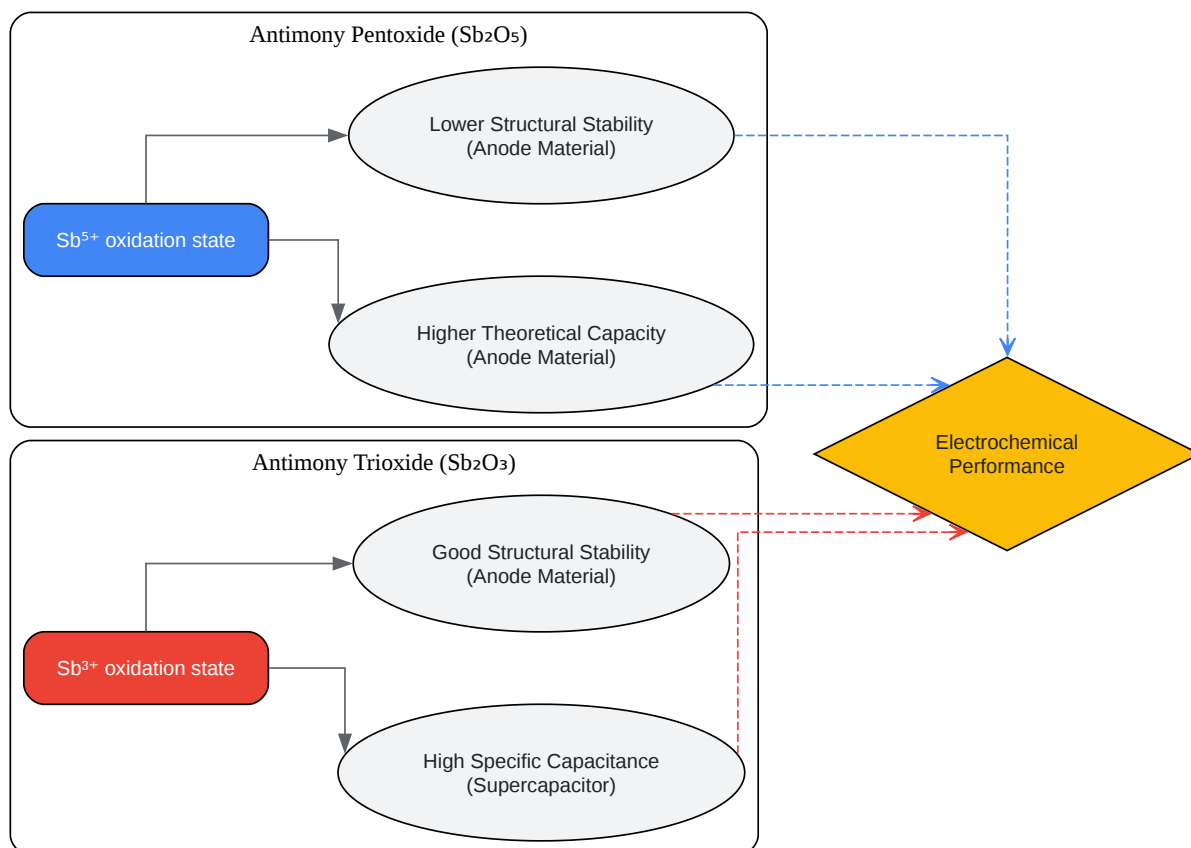 Antimony Pentoxide (Sb₂O₅)
Lower Structural Stability
(Anode Material)
Sb⁵⁺ oxidation state
Higher Theoretical Capacity
(Anode Material)
Electrochemical
Performance
Antimony Trioxide (Sb₂O₃)
Good Structural Stability
(Anode Material)
Sb³⁺ oxidation state
High Specific Capacitance
(Supercapacitor)